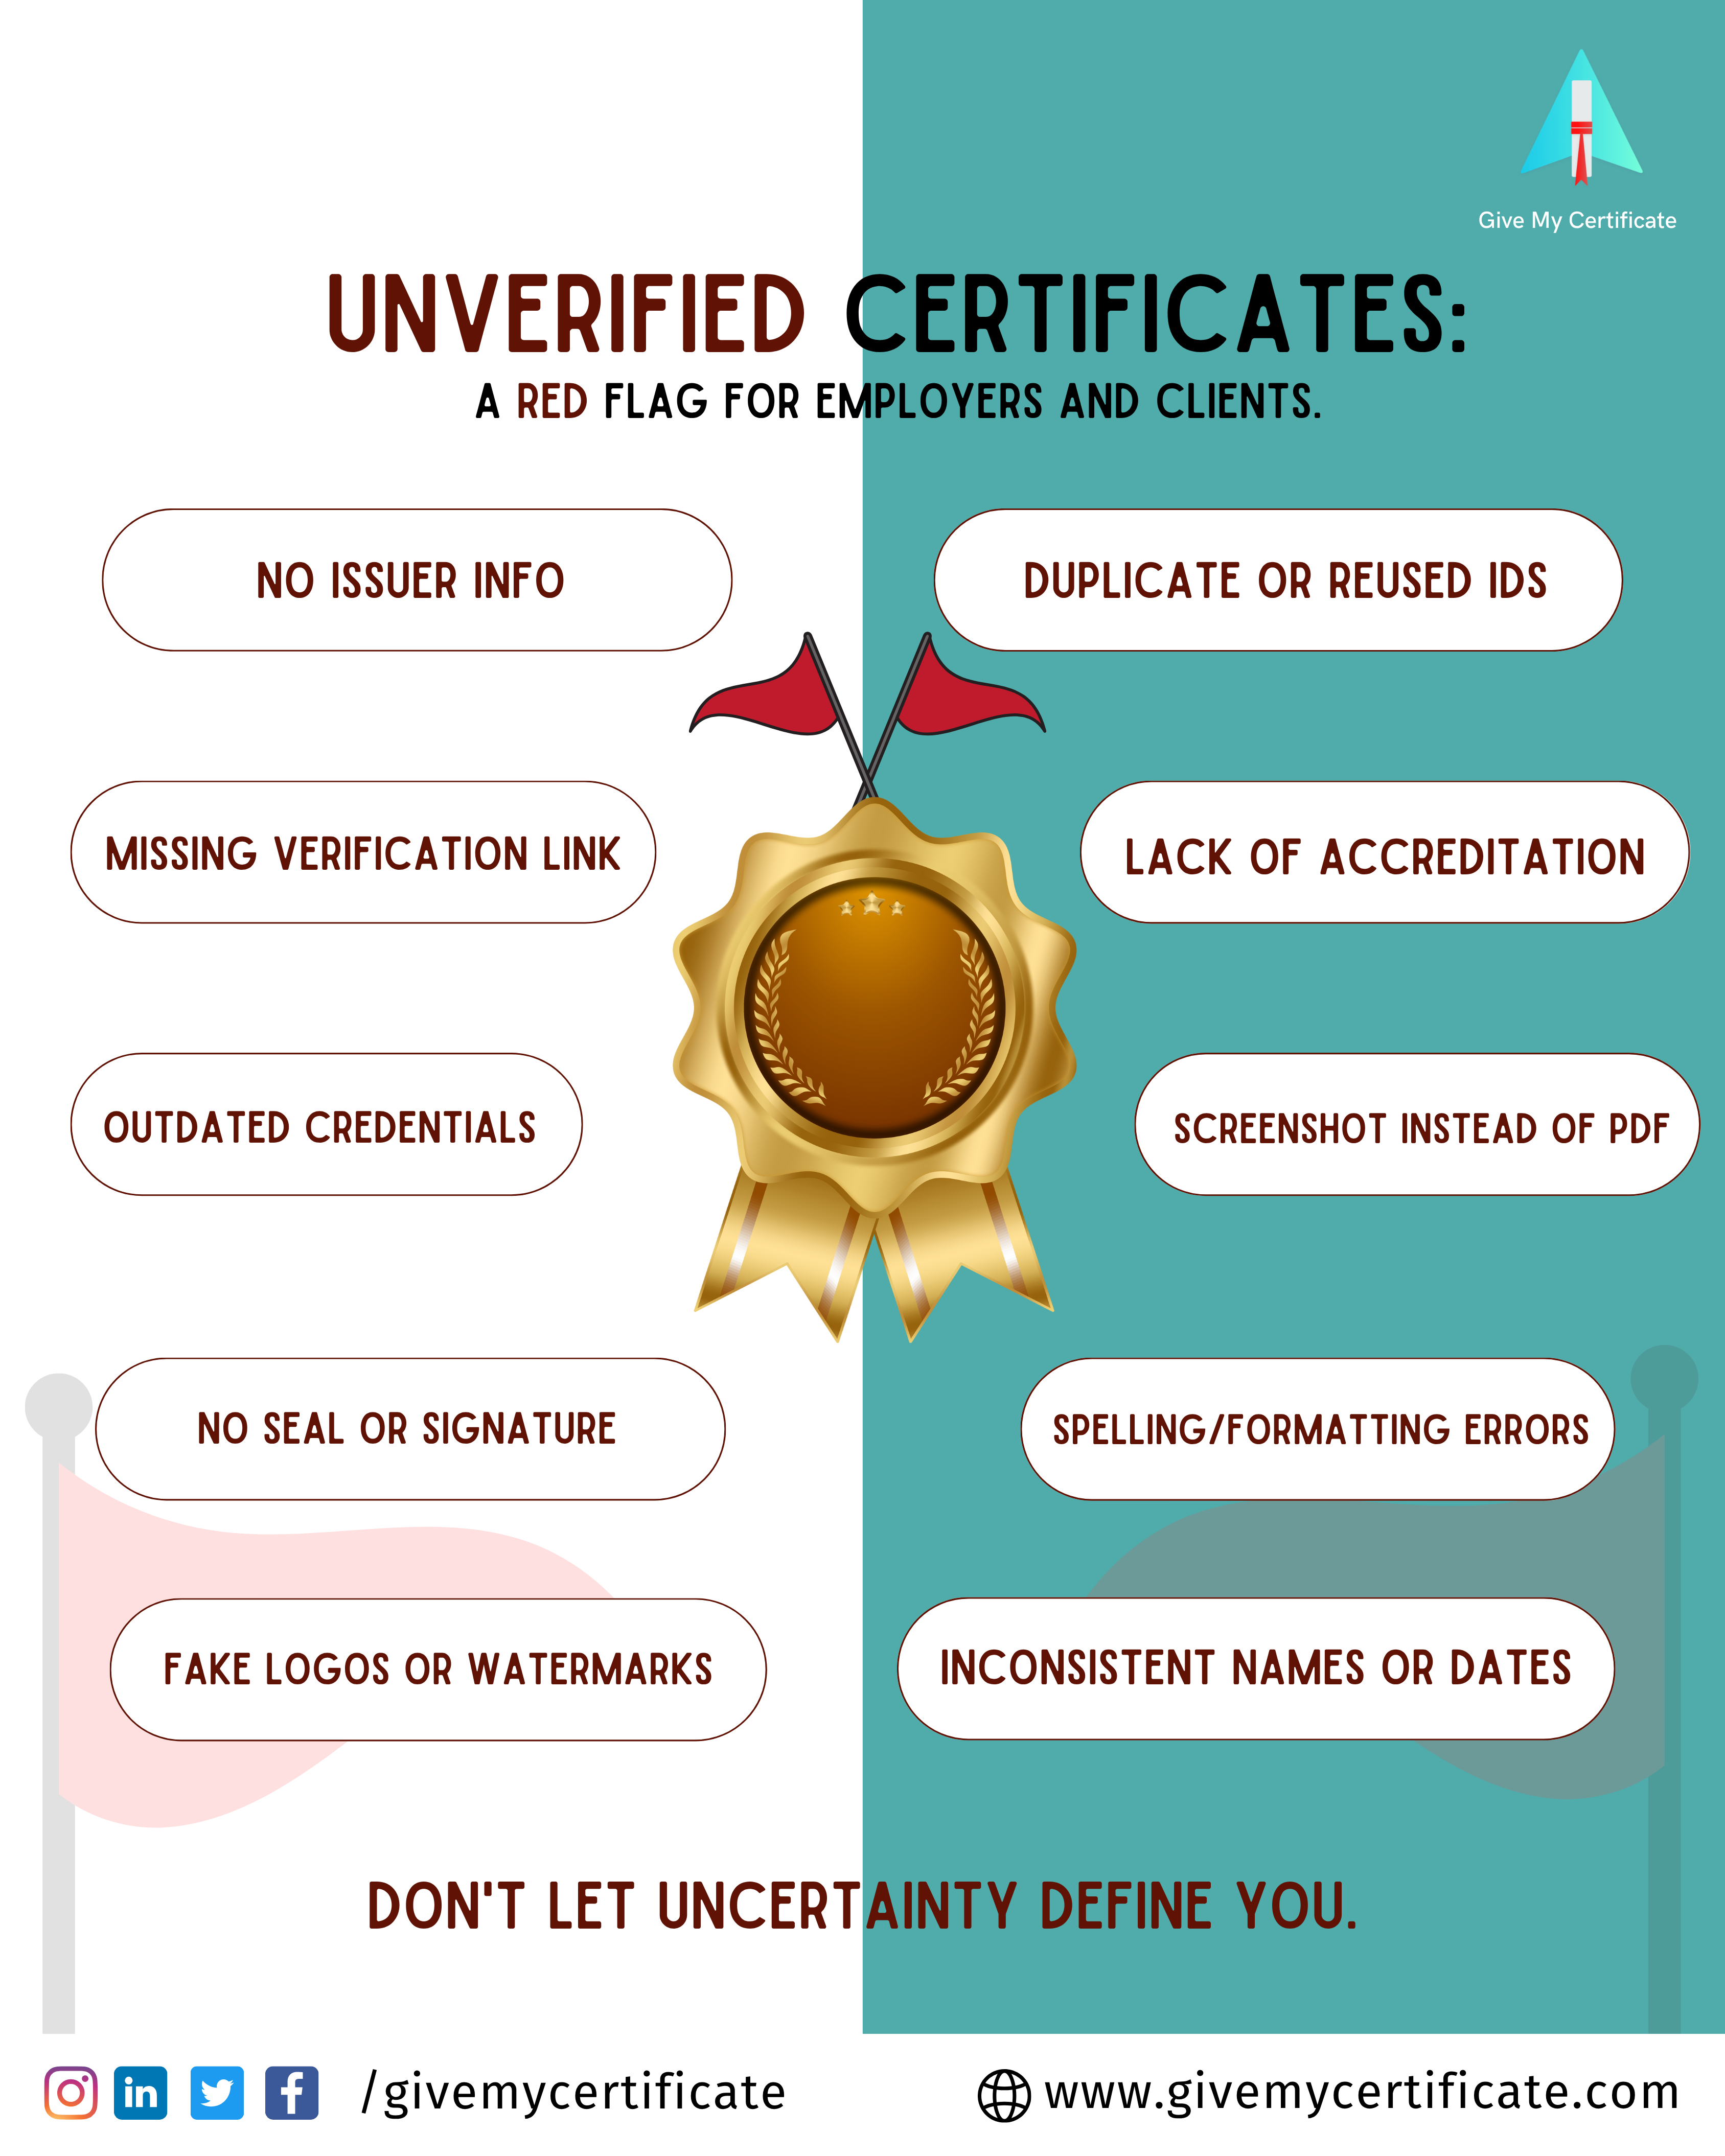 Give My Certificate
UNVERIFIED CERTIFICATES:
A RED FLAG FOR EMPLOYERS AND CLIENTS.
NO ISSUER INFO
DUPLICATE OR REUSED IDS
MISSING VERIFICATION LINK
LACK OF ACCREDITATION
OUTDATED CREDENTIALS
SCREENSHOT INSTEAD OF PDF
NO SEAL OR SIGNATURE
SPELLING/FORMATTING ERRORS
FAKE LOGOS OR WATERMARKS
INCONSISTENT NAMES OR DATES
DON'T LET UNCERTAINTY DEFINE YOU.
in
f
/givemycertificate
www.givemycertificate.com